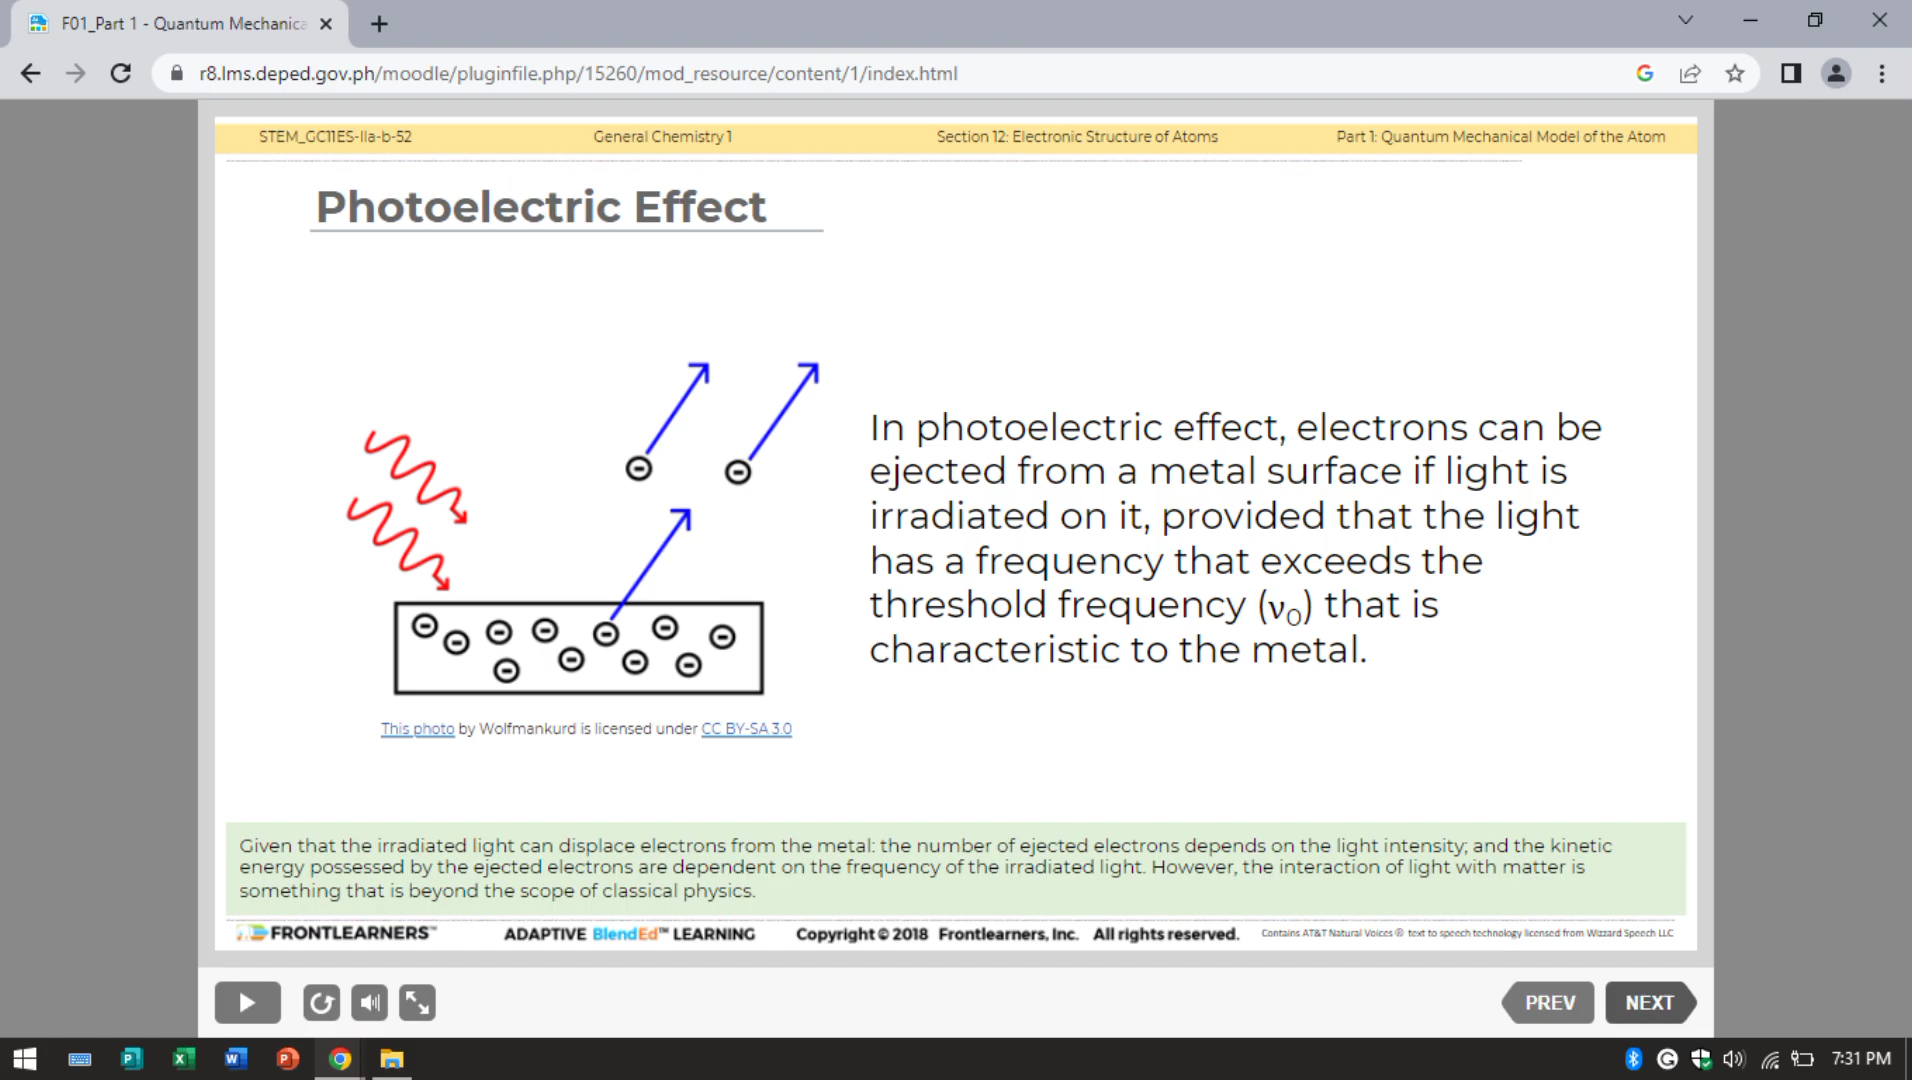 F01_Part 1 - Quantum Mechanica
r8.lms.deped.gov.ph/moodle/pluginfile.php/15260/mod_resource/content/1/index.html
STEM_GC11ES-IIa-b-52 General Chemistry 1 Section 12: Electronic Structure of Atoms Part 1: Quantum Mechanical Model of the Atom
Photoelectric Effect
In photoelectric effect, electrons can be
ejected from a metal surface if light is
irradiated on it, provided that the light
has a frequency that exceeds the
threshold frequency (ν₀) that is
characteristic to the metal.
This photo by Wolfmankurd is licensed under CC BY-SA 3.0
Given that the irradiated light can displace electrons from the metal: the number of ejected electrons depends on the light intensity; and the kinetic
energy possessed by the ejected electrons are dependent on the frequency of the irradiated light. However, the interaction of light with matter is
something that is beyond the scope of classical physics.
FRONTLEARNERS™ ADAPTIVE BlendEd™ LEARNING Copyright © 2018 Frontlearners, Inc. All rights reserved. Contains AT&T Natural Voices ® text to speech technology licensed from Wizzard Speech LLC
PREV NEXT
7:31 PM